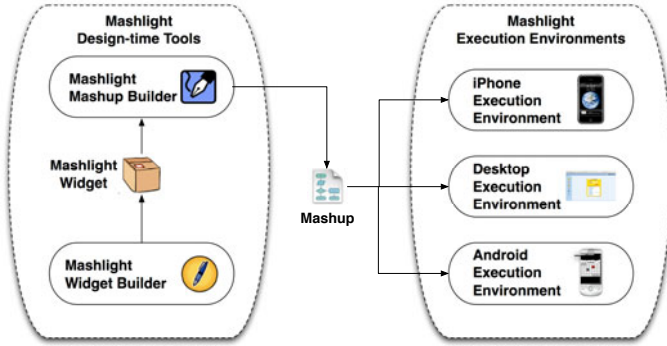 Mashlight
Design-time Tools
Mashlight
Mashup Builder
Mashlight
Widget
Mashlight
Widget Builder
Mashup
Mashlight
Execution Environments
iPhone
Execution
Environment
Desktop
Execution
Environment
Android
Execution
Environment